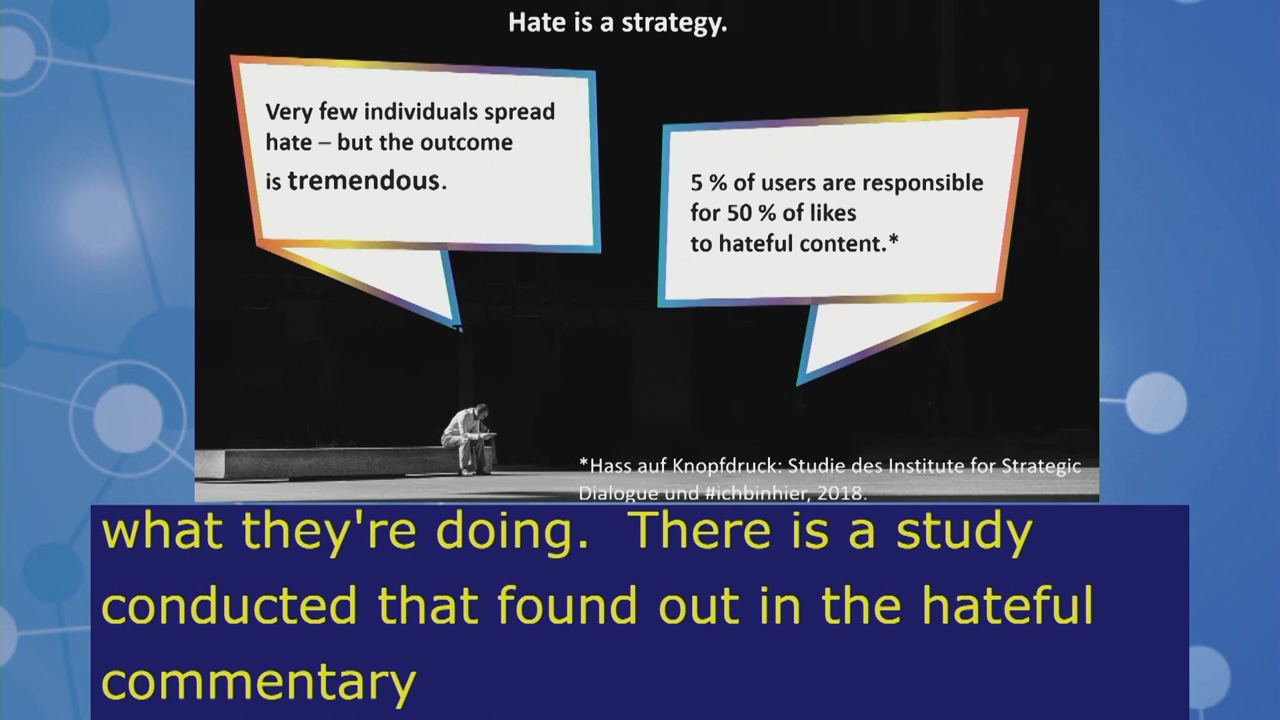 Hate is a strategy.
Very few individuals spread
hate – but the outcome
is tremendous.
5 % of users are responsible
for 50 % of likes
to hateful content.*
*Hass auf Knopfdruck: Studie des Institute for Strategic
Dialogue und #ichbinhier, 2018.
what they're doing.  There is a study
conducted that found out in the hateful
commentary